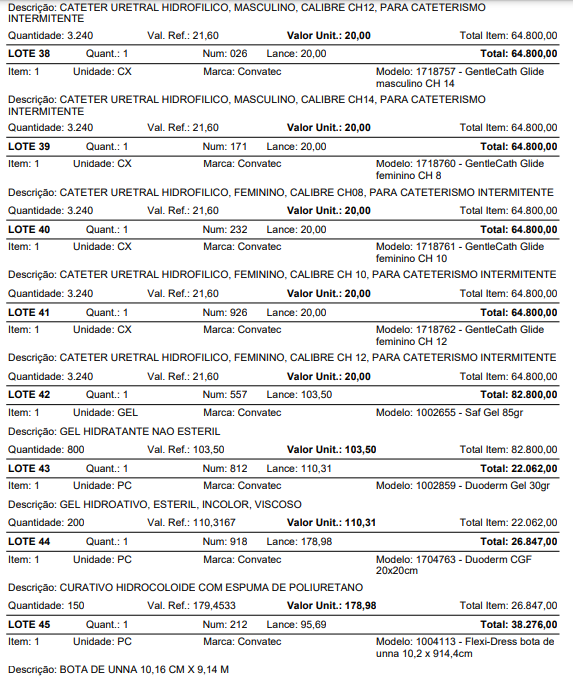 Descrição: CATETER URETRAL HIDROFILICO, MASCULINO, CALIBRE CH12, PARA CATETERISMO
INTERMITENTE
Quantidade: 3.240 Val. Ref.: 21,60 Valor Unit.: 20,00 Total Item: 64.800,00
LOTE 38 Quant.: 1 Num: 026 Lance: 20,00 Total: 64.800,00
Item: 1 Unidade: CX Marca: Convatec Modelo: 1718757 - GentleCath Glide
masculino CH 14
Descrição: CATETER URETRAL HIDROFILICO, MASCULINO, CALIBRE CH14, PARA CATETERISMO
INTERMITENTE
Quantidade: 3.240 Val. Ref.: 21,60 Valor Unit.: 20,00 Total Item: 64.800,00
LOTE 39 Quant.: 1 Num: 171 Lance: 20,00 Total: 64.800,00
Item: 1 Unidade: CX Marca: Convatec Modelo: 1718760 - GentleCath Glide
feminino CH 8
Descrição: CATETER URETRAL HIDROFILICO, FEMININO, CALIBRE CH08, PARA CATETERISMO INTERMITENTE
Quantidade: 3.240 Val. Ref.: 21,60 Valor Unit.: 20,00 Total Item: 64.800,00
LOTE 40 Quant.: 1 Num: 232 Lance: 20,00 Total: 64.800,00
Item: 1 Unidade: CX Marca: Convatec Modelo: 1718761 - GentleCath Glide
feminino CH 10
Descrição: CATETER URETRAL HIDROFILICO, FEMININO, CALIBRE CH 10, PARA CATETERISMO INTERMITENTE
Quantidade: 3.240 Val. Ref.: 21,60 Valor Unit.: 20,00 Total Item: 64.800,00
LOTE 41 Quant.: 1 Num: 926 Lance: 20,00 Total: 64.800,00
Item: 1 Unidade: CX Marca: Convatec Modelo: 1718762 - GentleCath Glide
feminino CH 12
Descrição: CATETER URETRAL HIDROFILICO, FEMININO, CALIBRE CH 12, PARA CATETERISMO INTERMITENTE
Quantidade: 3.240 Val. Ref.: 21,60 Valor Unit.: 20,00 Total Item: 64.800,00
LOTE 42 Quant.: 1 Num: 557 Lance: 103,50 Total: 82.800,00
Item: 1 Unidade: GEL Marca: Convatec Modelo: 1002655 - Saf Gel 85gr
Descrição: GEL HIDRATANTE NAO ESTERIL
Quantidade: 800 Val. Ref.: 103,50 Valor Unit.: 103,50 Total Item: 82.800,00
LOTE 43 Quant.: 1 Num: 812 Lance: 110,31 Total: 22.062,00
Item: 1 Unidade: PC Marca: Convatec Modelo: 1002859 - Duoderm Gel 30gr
Descrição: GEL HIDROATIVO, ESTERIL, INCOLOR, VISCOSO
Quantidade: 200 Val. Ref.: 110,3167 Valor Unit.: 110,31 Total Item: 22.062,00
LOTE 44 Quant.: 1 Num: 918 Lance: 178,98 Total: 26.847,00
Item: 1 Unidade: PC Marca: Convatec Modelo: 1704763 - Duoderm CGF
20x20cm
Descrição: CURATIVO HIDROCOLOIDE COM ESPUMA DE POLIURETANO
Quantidade: 150 Val. Ref.: 179,4533 Valor Unit.: 178,98 Total Item: 26.847,00
LOTE 45 Quant.: 1 Num: 212 Lance: 95,69 Total: 38.276,00
Item: 1 Unidade: PC Marca: Convatec Modelo: 1004113 - Flexi-Dress bota de
unna 10,2 x 914,4cm
Descrição: BOTA DE UNNA 10,16 CM X 9,14 M